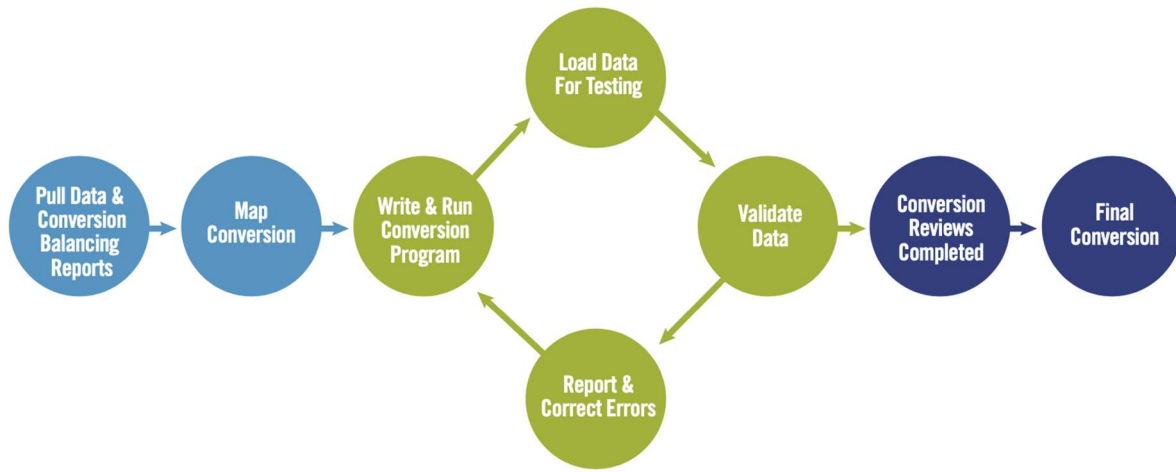 Pull Data &
Conversion
Balancing
Reports
Map
Conversion
Write & Run
Conversion
Program
Load Data
For Testing
Validate
Data
Report &
Correct Errors
Conversion
Reviews
Completed
Final
Conversion